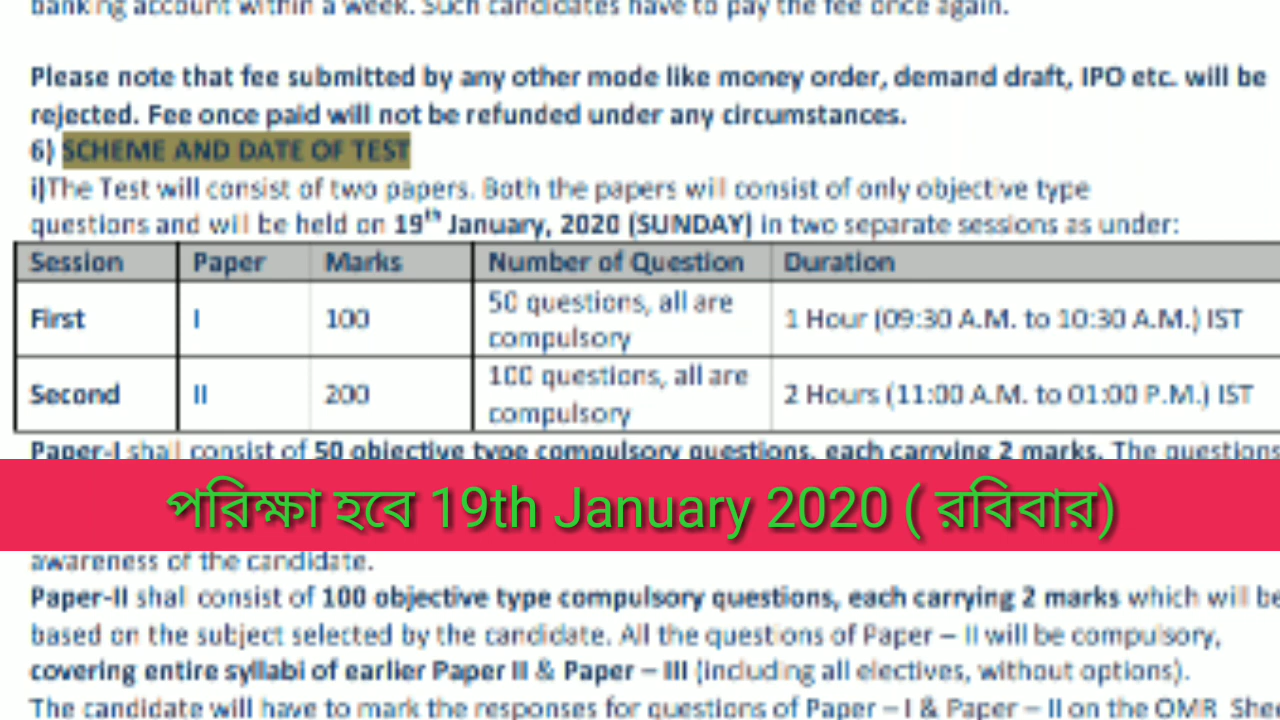 banking account within a week. Such candidates have to pay the fee once again.
Please note that fee submitted by any other mode like money order, demand draft, IPO etc. will be
rejected. Fee once paid will not be refunded under any circumstances.
6) SCHEME AND DATE OF TEST
i)The Test will consist of two papers. Both the papers will consist of only objective type
questions and will be held on 19th January, 2020 (SUNDAY) in two separate sessions as under:
Session Paper Marks Number of Question Duration
First I 100 50 questions, all are compulsory 1 Hour (09:30 A.M. to 10:30 A.M.) IST
Second II 200 100 questions, all are compulsory 2 Hours (11:00 A.M. to 01:00 P.M.) IST
Paper-I shall consist of 50 objective type compulsory questions, each carrying 2 marks. The questions
পরিক্ষা হবে 19th January 2020 ( রবিবার)
awareness of the candidate.
Paper-II shall consist of 100 objective type compulsory questions, each carrying 2 marks which will be
based on the subject selected by the candidate. All the questions of Paper – II will be compulsory,
covering entire syllabi of earlier Paper II & Paper – III (including all electives, without options).
The candidate will have to mark the responses for questions of Paper – I & Paper – II on the OMR